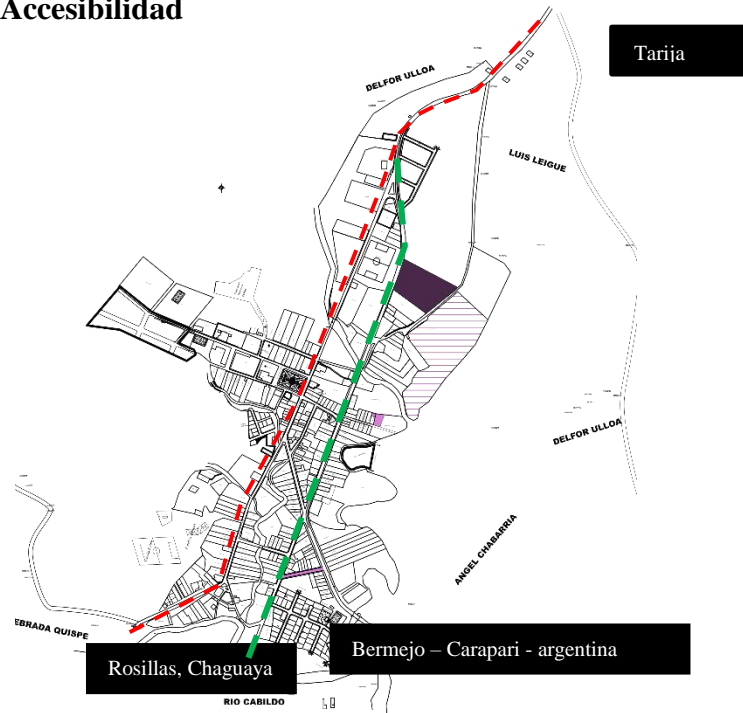 Accesibilidad
Tarija
DELFOR ULLOA
LUIS LEIGUE
DELFOR ULLOA
ANGEL CHABARRIA
EBRADA QUISPE
Bermejo – Carapari - argentina
Rosillas, Chaguaya
RIO CABILDO